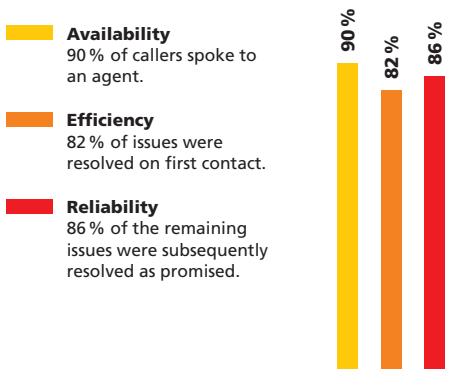 Availability
90 % of callers spoke to
an agent.
Efficiency
82 % of issues were
resolved on first contact.
Reliability
86 % of the remaining
issues were subsequently
resolved as promised.
90 %
82 %
86 %